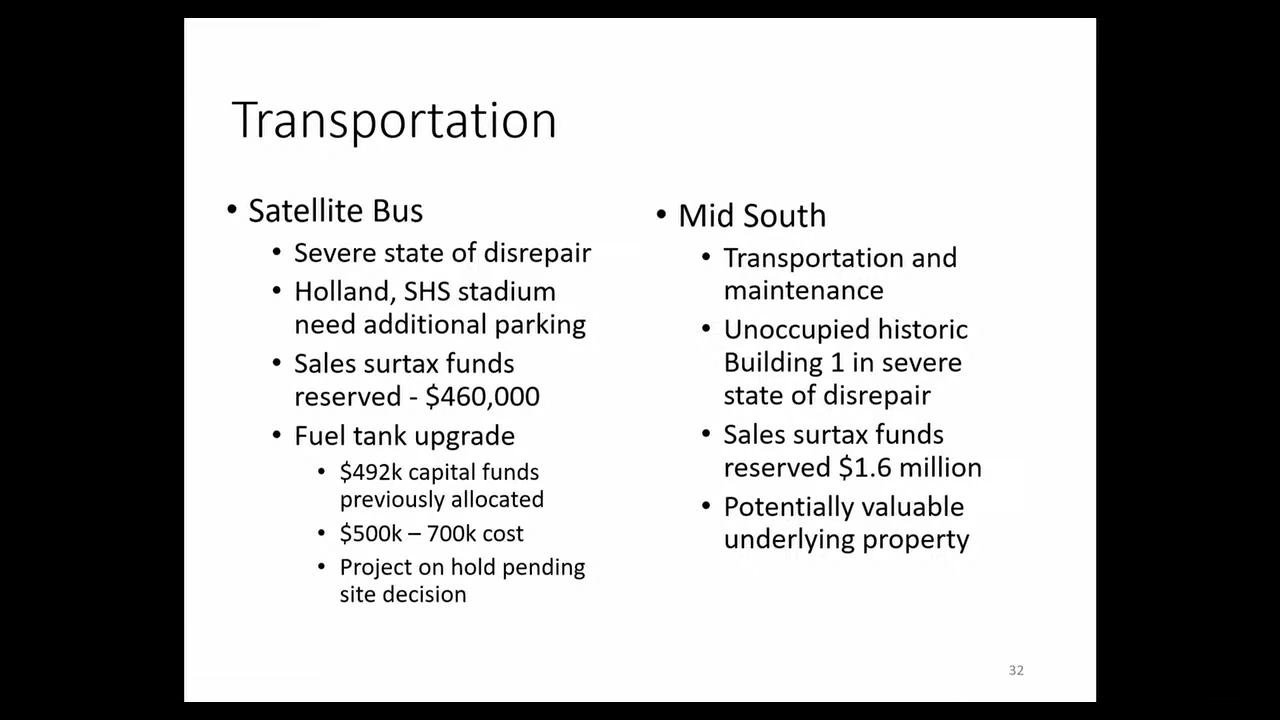 Transportation
• Satellite Bus
• Severe state of disrepair
• Holland, SHS stadium
need additional parking
• Sales surtax funds
reserved - $460,000
• Fuel tank upgrade
• $492k capital funds
previously allocated
• $500k – 700k cost
• Project on hold pending
site decision
• Mid South
• Transportation and
maintenance
• Unoccupied historic
Building 1 in severe
state of disrepair
• Sales surtax funds
reserved $1.6 million
• Potentially valuable
underlying property
32